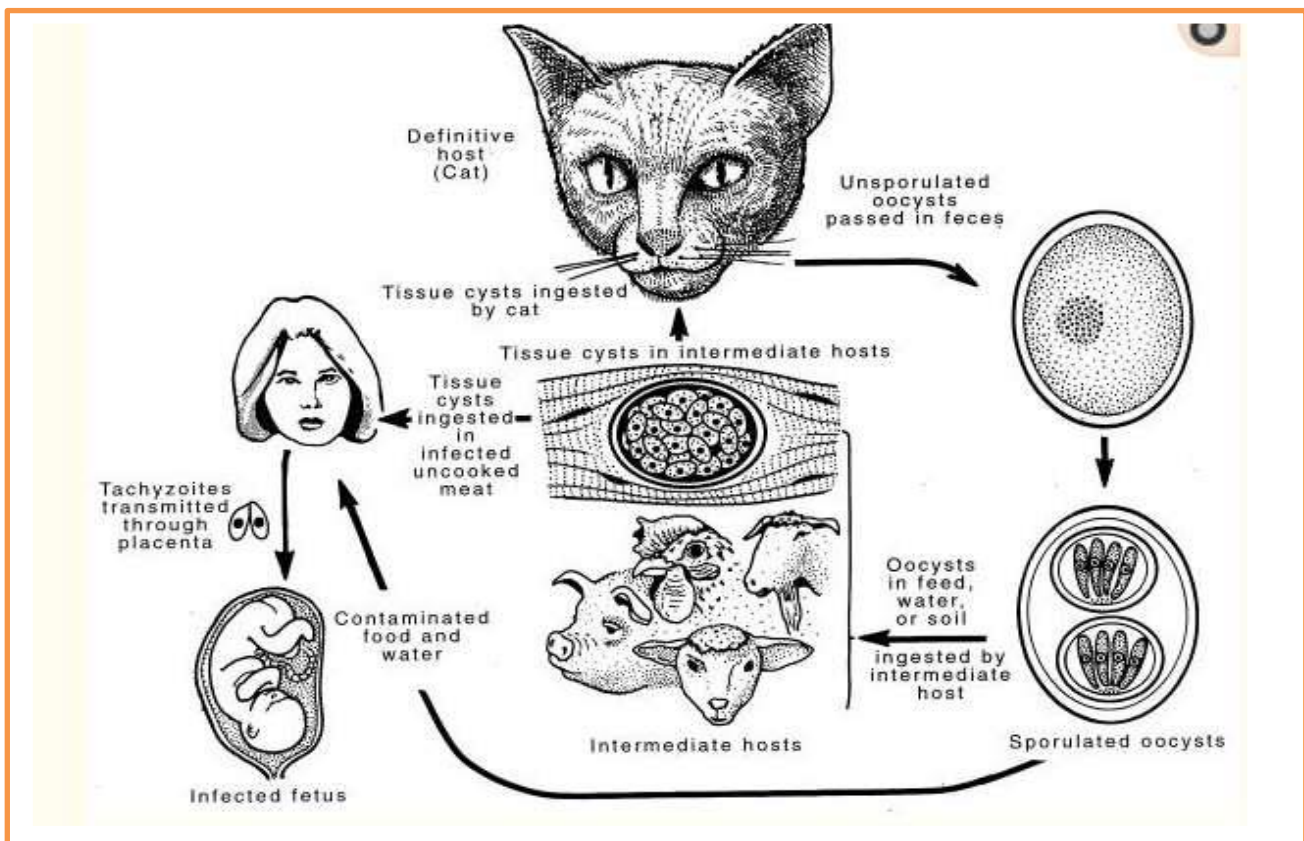 Definitive
host
(Cat)
Unsporulated
oocysts
passed in feces
Tissue cysts ingested
by cat
Tissue cysts in intermediate hosts
Tissue
cysts
ingested
in
infected
uncooked
meat
Tachyzoites
transmitted
through
placenta
Contaminated
food and
water
Oocysts
in feed,
water,
or soil
ingested by
intermediate
host
Intermediate hosts
Sporulated oocysts
Infected fetus